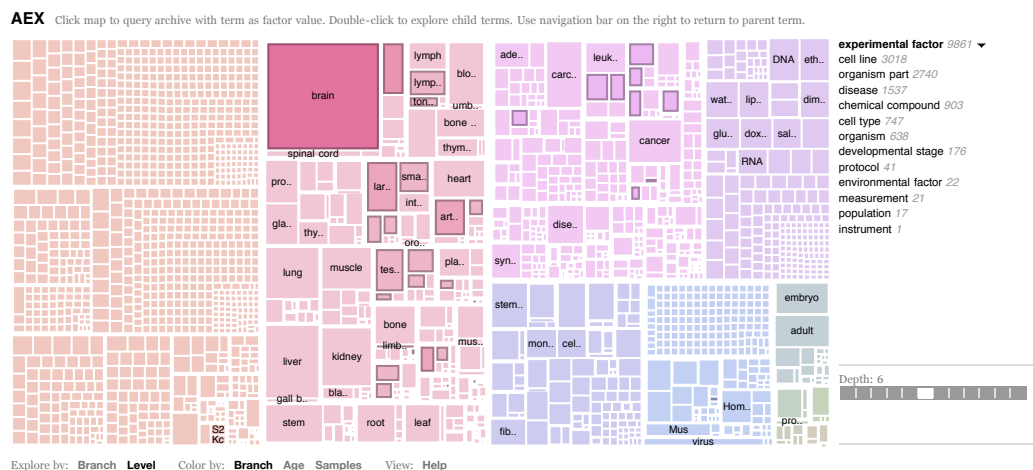 AEX Click map to query archive with term as factor value. Double-click to explore child terms. Use navigation bar on the right to return to parent term.
brain
spinal cord
lymph
lymp..
ton..
blo..
umb..
bone ..
thym..
pro..
gla..
thy..
lar..
sma..
int..
heart
art..
oro..
lung
muscle
tes..
pla..
bone
limb..
mus..
liver
kidney
gall b..
bla..
stem
root
leaf
ade..
carc..
leuk..
cancer
dise..
syn..
DNA
eth..
wat..
lip..
dim..
glu..
dox..
sal..
RNA
stem..
mon..
cel..
fib..
Hom..
Mus
virus
embryo
adult
pro..
S2
Kc
experimental factor 9861
cell line 3018
organism part 2740
disease 1537
chemical compound 903
cell type 747
organism 638
developmental stage 176
protocol 41
environmental factor 22
measurement 21
population 17
instrument 1
Depth: 6
Explore by: Branch Level Color by: Branch Age Samples View: Help